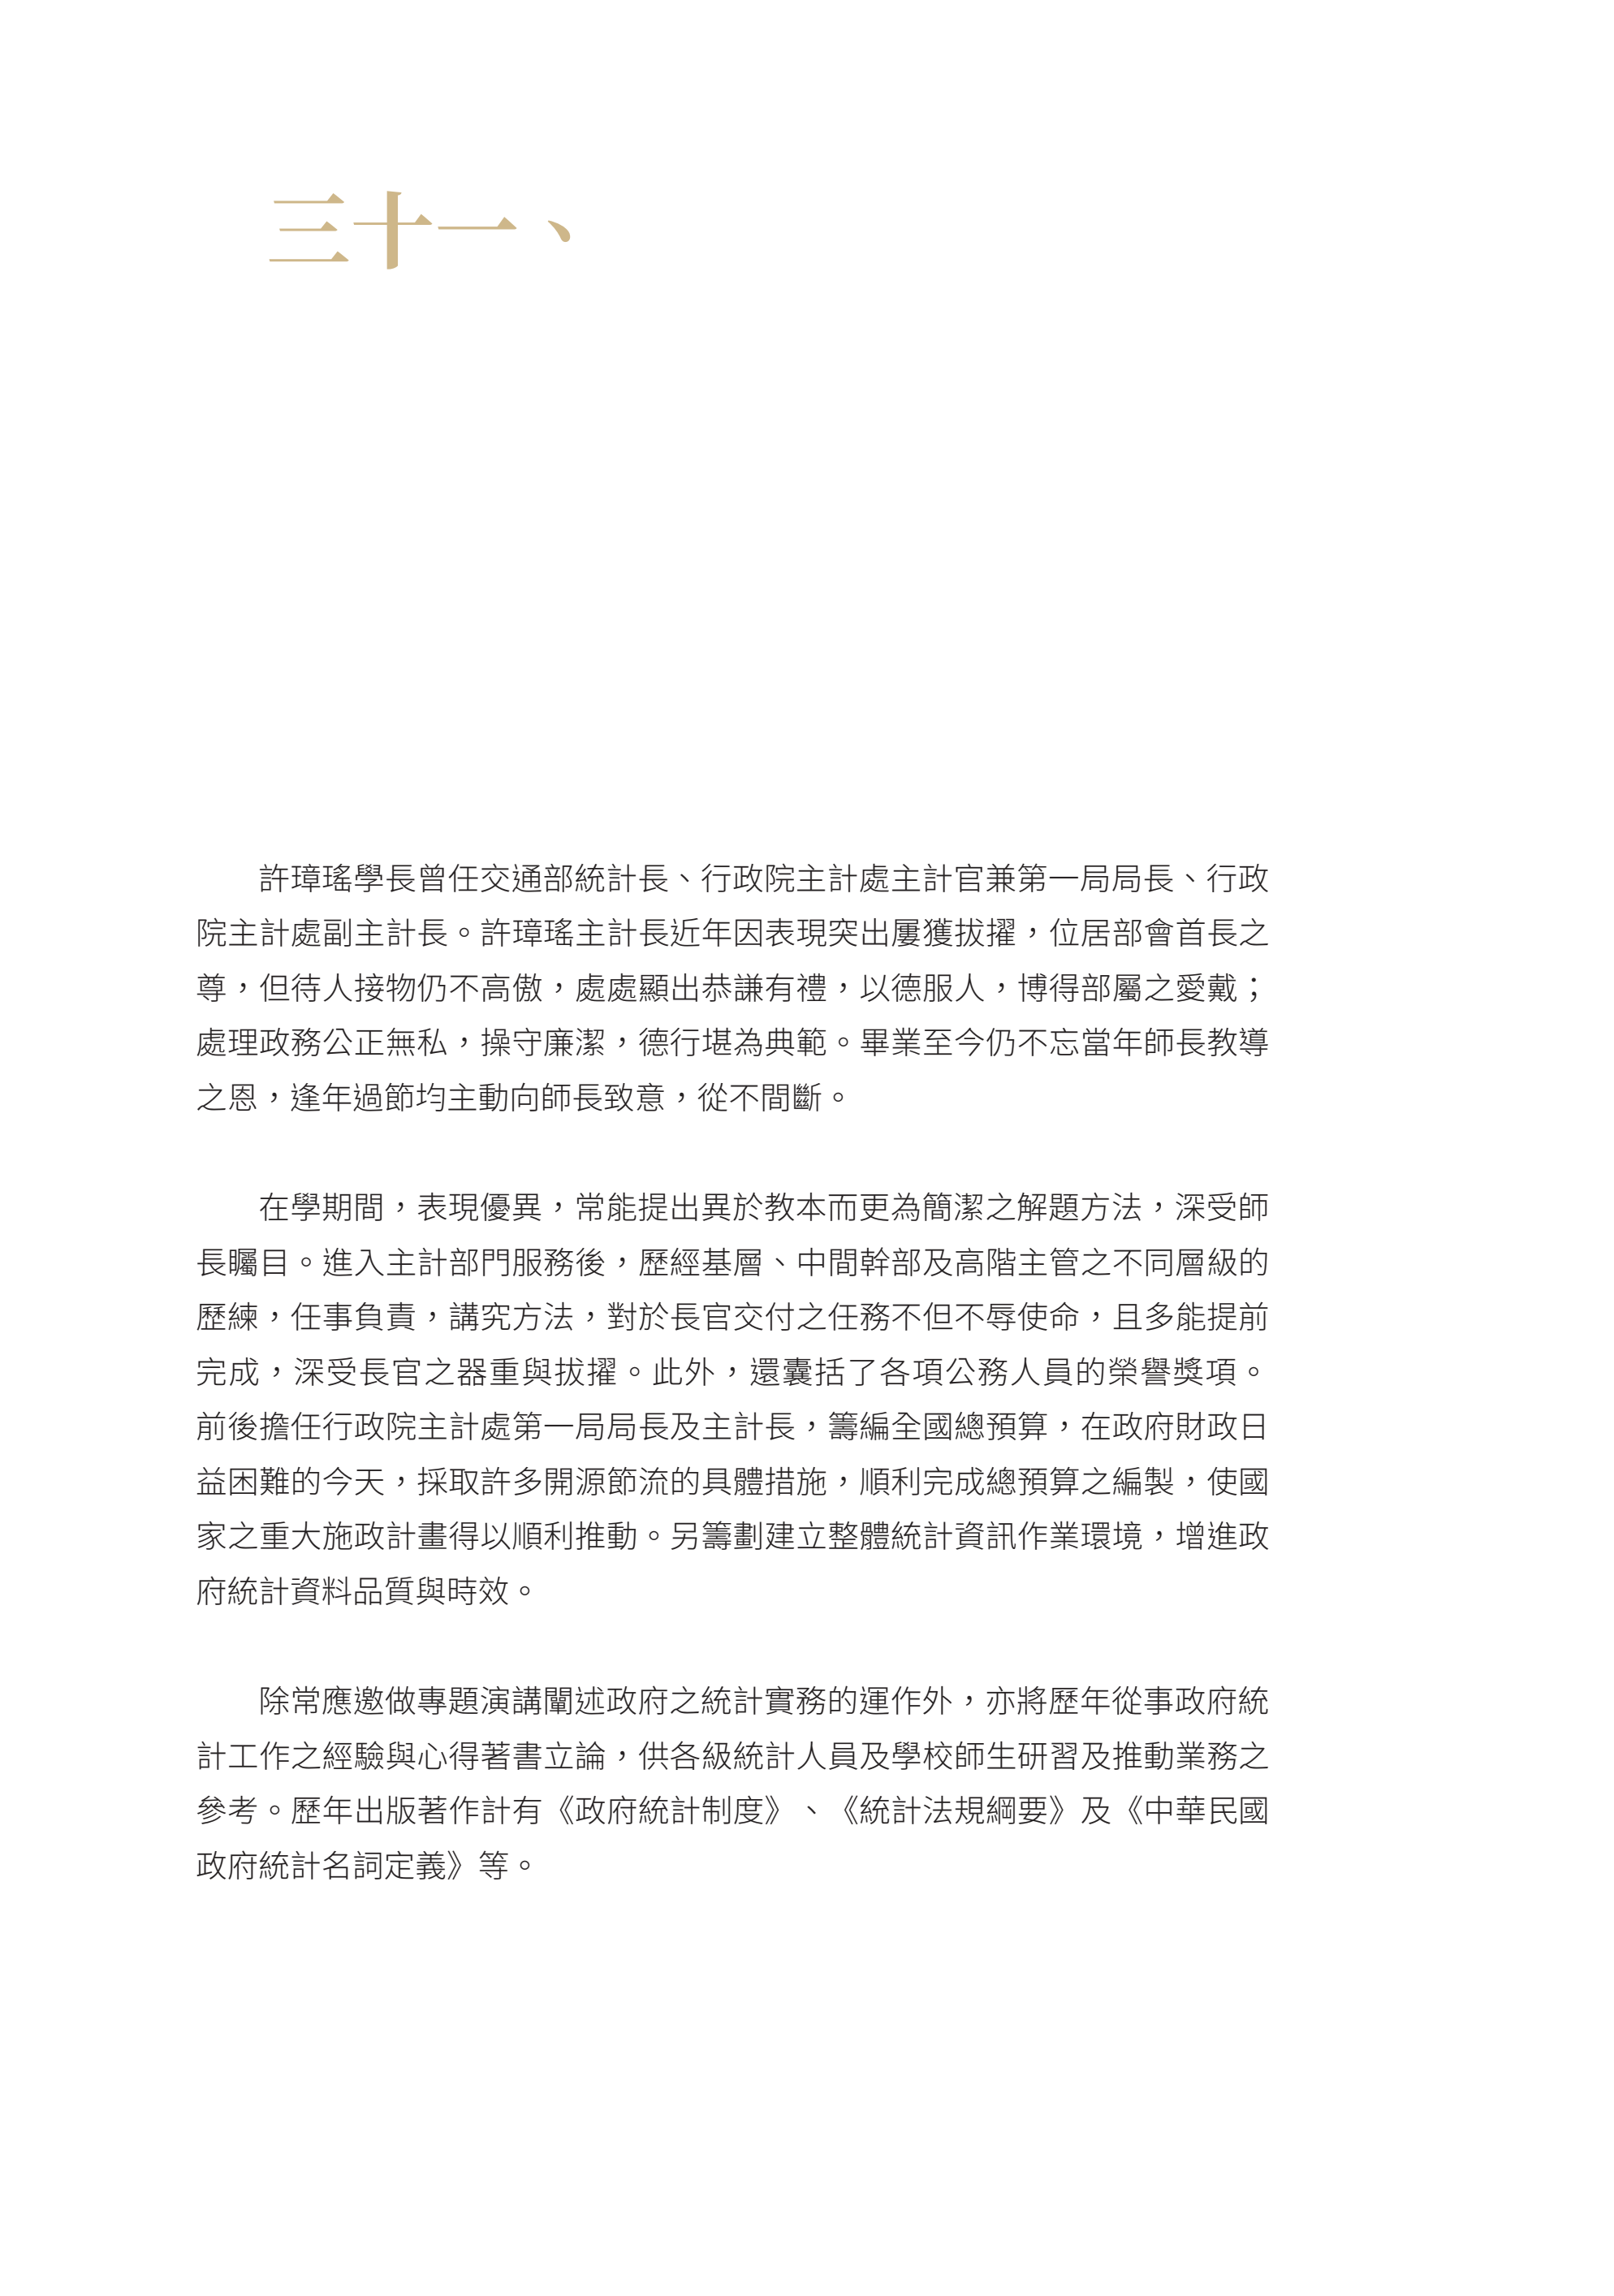 三十一、
許璋瑤學長曾任交通部統計長、行政院主計處主計官兼第一局局長、行政
院主計處副主計長。許璋瑤主計長近年因表現突出屢獲拔擢，位居部會首長之
尊，但待人接物仍不高傲，處處顯出恭謙有禮，以德服人，博得部屬之愛戴；
處理政務公正無私，操守廉潔，德行堪為典範。畢業至今仍不忘當年師長教導
之恩，逢年過節均主動向師長致意，從不間斷。
在學期間，表現優異，常能提出異於教本而更為簡潔之解題方法，深受師
長矚目。進入主計部門服務後，歷經基層、中間幹部及高階主管之不同層級的
歷練，任事負責，講究方法，對於長官交付之任務不但不辱使命，且多能提前
完成，深受長官之器重與拔擢。此外，還囊括了各項公務人員的榮譽獎項。
前後擔任行政院主計處第一局局長及主計長，籌編全國總預算，在政府財政日
益困難的今天，採取許多開源節流的具體措施，順利完成總預算之編製，使國
家之重大施政計畫得以順利推動。另籌劃建立整體統計資訊作業環境，增進政
府統計資料品質與時效。
除常應邀做專題演講闡述政府之統計實務的運作外，亦將歷年從事政府統
計工作之經驗與心得著書立論，供各級統計人員及學校師生研習及推動業務之
參考。歷年出版著作計有《政府統計制度》、《統計法規綱要》及《中華民國
政府統計名詞定義》等。